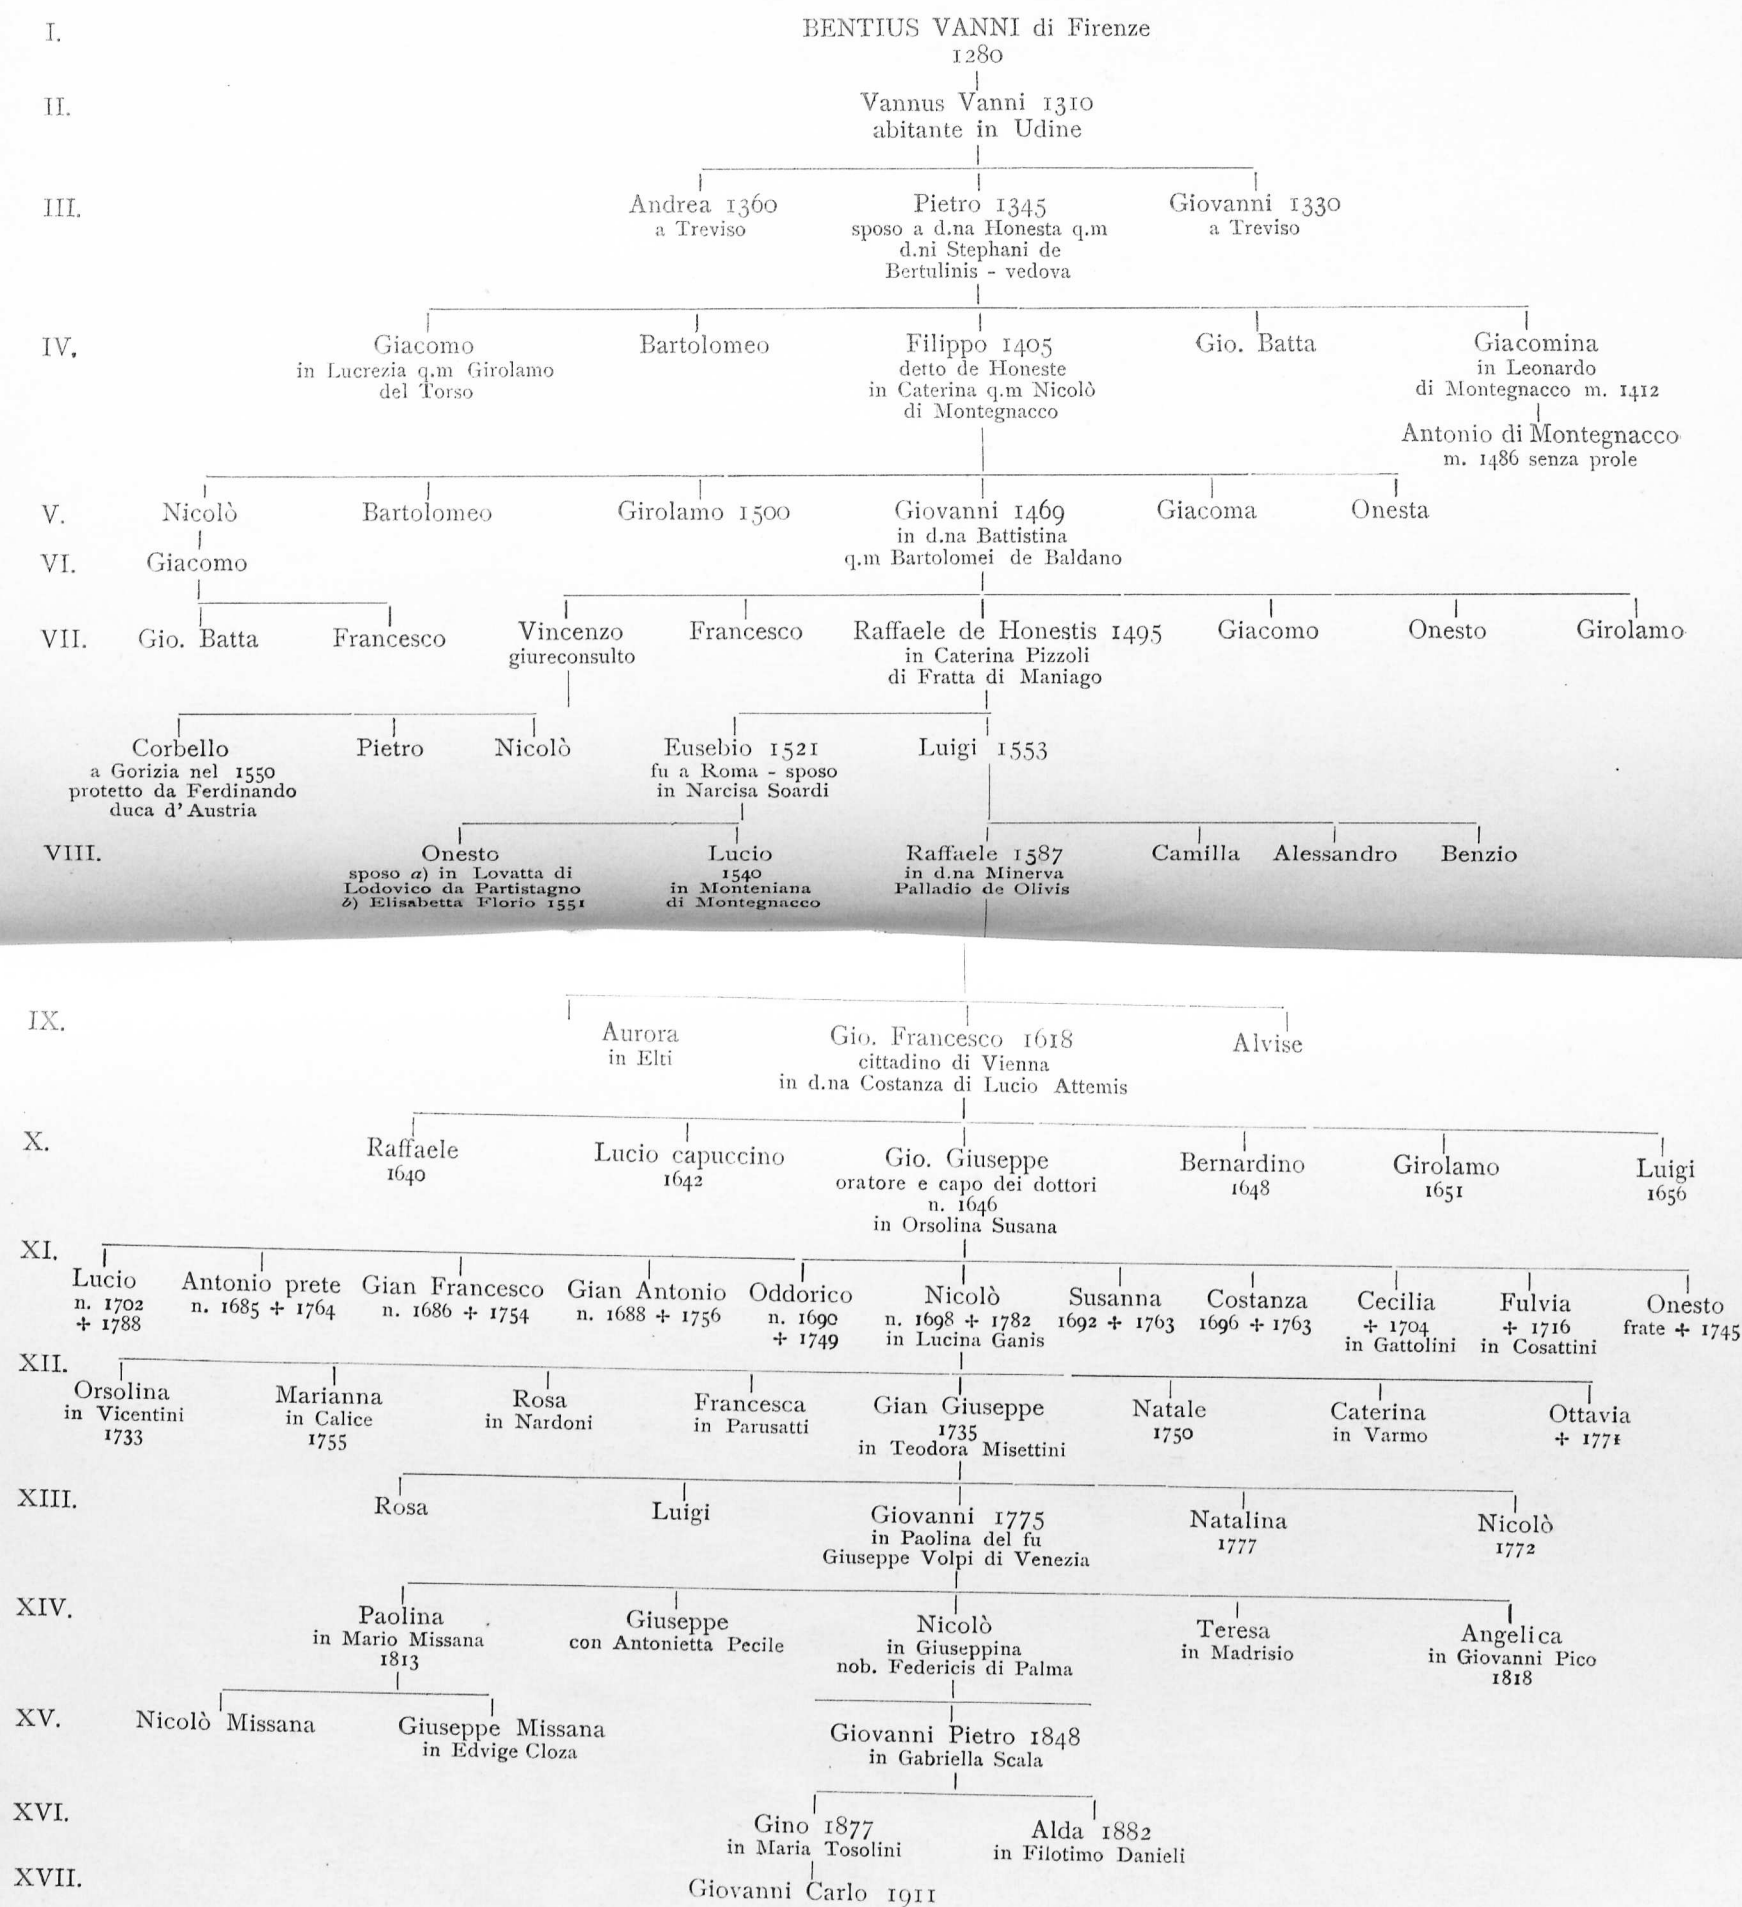 I.
BENTIUS VANNI di Firenze
1280
II.
Vannus Vanni 1310
abitante in Udine
III.
Andrea 1360
a Treviso
Pietro 1345
sposo a d.na Honesta q.m
d.ni Stephani de
Bertulinis - vedova
Giovanni 1330
a Treviso
IV.
Giacomo
in Lucrezia q.m Girolamo
del Torso
Bartolomeo
Filippo 1405
detto de Honeste
in Caterina q.m Nicolò
di Montegnacco
Gio. Batta
Giacomina
in Leonardo
di Montegnacco m. 1412
Antonio di Montegnacco
m. 1486 senza prole
V.
Nicolò
Bartolomeo
Girolamo 1500
Giovanni 1469
in d.na Battistina
q.m Bartolomei de Baldano
Giacoma
Onesta
VI.
Giacomo
VII.
Gio. Batta
Francesco
Vincenzo
giureconsulto
Francesco
Raffaele de Honestis 1495
in Caterina Pizzoli
di Fratta di Maniago
Giacomo
Onesto
Girolamo
Corbello
a Gorizia nel 1550
protetto da Ferdinando
duca d'Austria
Pietro
Nicolò
Eusebio 1521
fu a Roma - sposo
in Narcisa Soardi
Luigi 1553
VIII.
Onesto
sposo a) in Lovatta di
Lodovico da Partistagno
b) Elisabetta Florio 1551
Lucio
1540
in Monteniana
di Montegnacco
Raffaele 1587
in d.na Minerva
Palladio de Olivis
Camilla
Alessandro
Benzio
IX.
Aurora
in Elti
Gio. Francesco 1618
cittadino di Vienna
in d.na Costanza di Lucio Attemis
Alvise
X.
Raffaele
1640
Lucio capuccino
1642
Gio. Giuseppe
oratore e capo dei dottori
n. 1646
in Orsolina Susana
Bernardino
1648
Girolamo
1651
Luigi
1656
XI.
Lucio
n. 1702
+ 1788
Antonio prete
n. 1685 + 1764
Gian Francesco
n. 1686 + 1754
Gian Antonio
n. 1688 + 1756
Oddorico
n. 1690
+ 1749
Nicolò
n. 1698 + 1782
in Lucina Ganis
Susanna
1692 + 1763
Costanza
1696 + 1763
Cecilia
+ 1704
in Gattolini
Fulvia
+ 1716
in Cosattini
Onesto
frate + 1745
XII.
Orsolina
in Vicentini
1733
Marianna
in Calice
1755
Rosa
in Nardoni
Francesca
in Parusatti
Gian Giuseppe
1735
in Teodora Misettini
Natale
1750
Caterina
in Varmo
Ottavia
+ 1771
XIII.
Rosa
Luigi
Giovanni 1775
in Paolina del fu
Giuseppe Volpi di Venezia
Natalina
1777
Nicolò
1772
XIV.
Paolina
in Mario Missana
1813
Giuseppe
con Antonietta Pecile
Nicolò
in Giuseppina
nob. Federicis di Palma
Teresa
in Madrisio
Angelica
in Giovanni Pico
1818
XV.
Nicolò Missana
Giuseppe Missana
in Edvige Cloza
Giovanni Pietro 1848
in Gabriella Scala
XVI.
Gino 1877
in Maria Tosolini
Alda 1882
in Filotimo Danieli
XVII.
Giovanni Carlo 1911